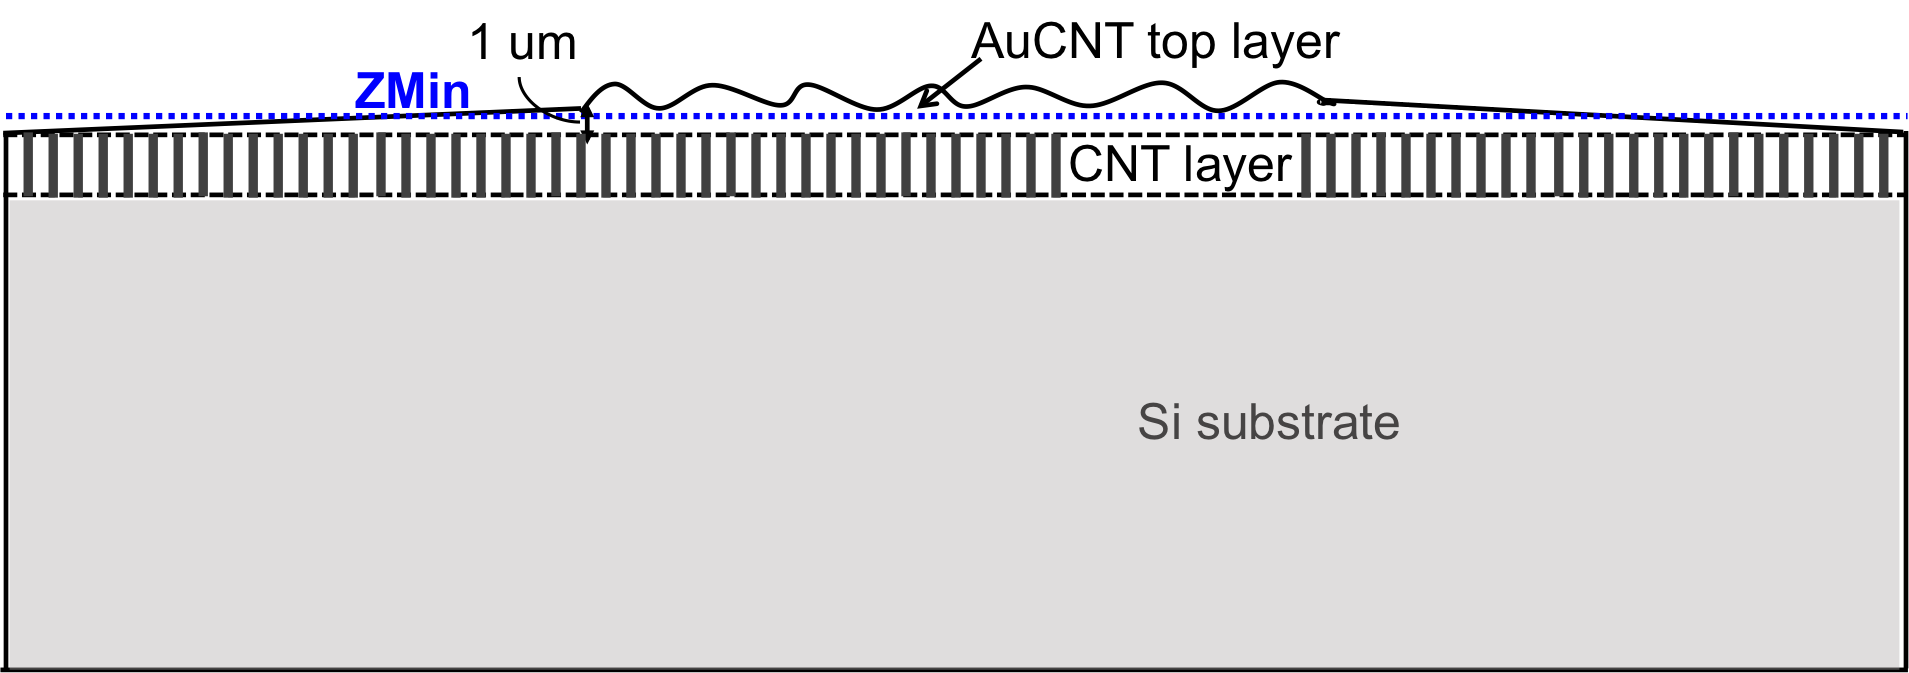 1 um
AuCNT top layer
ZMin
CNT layer
Si substrate